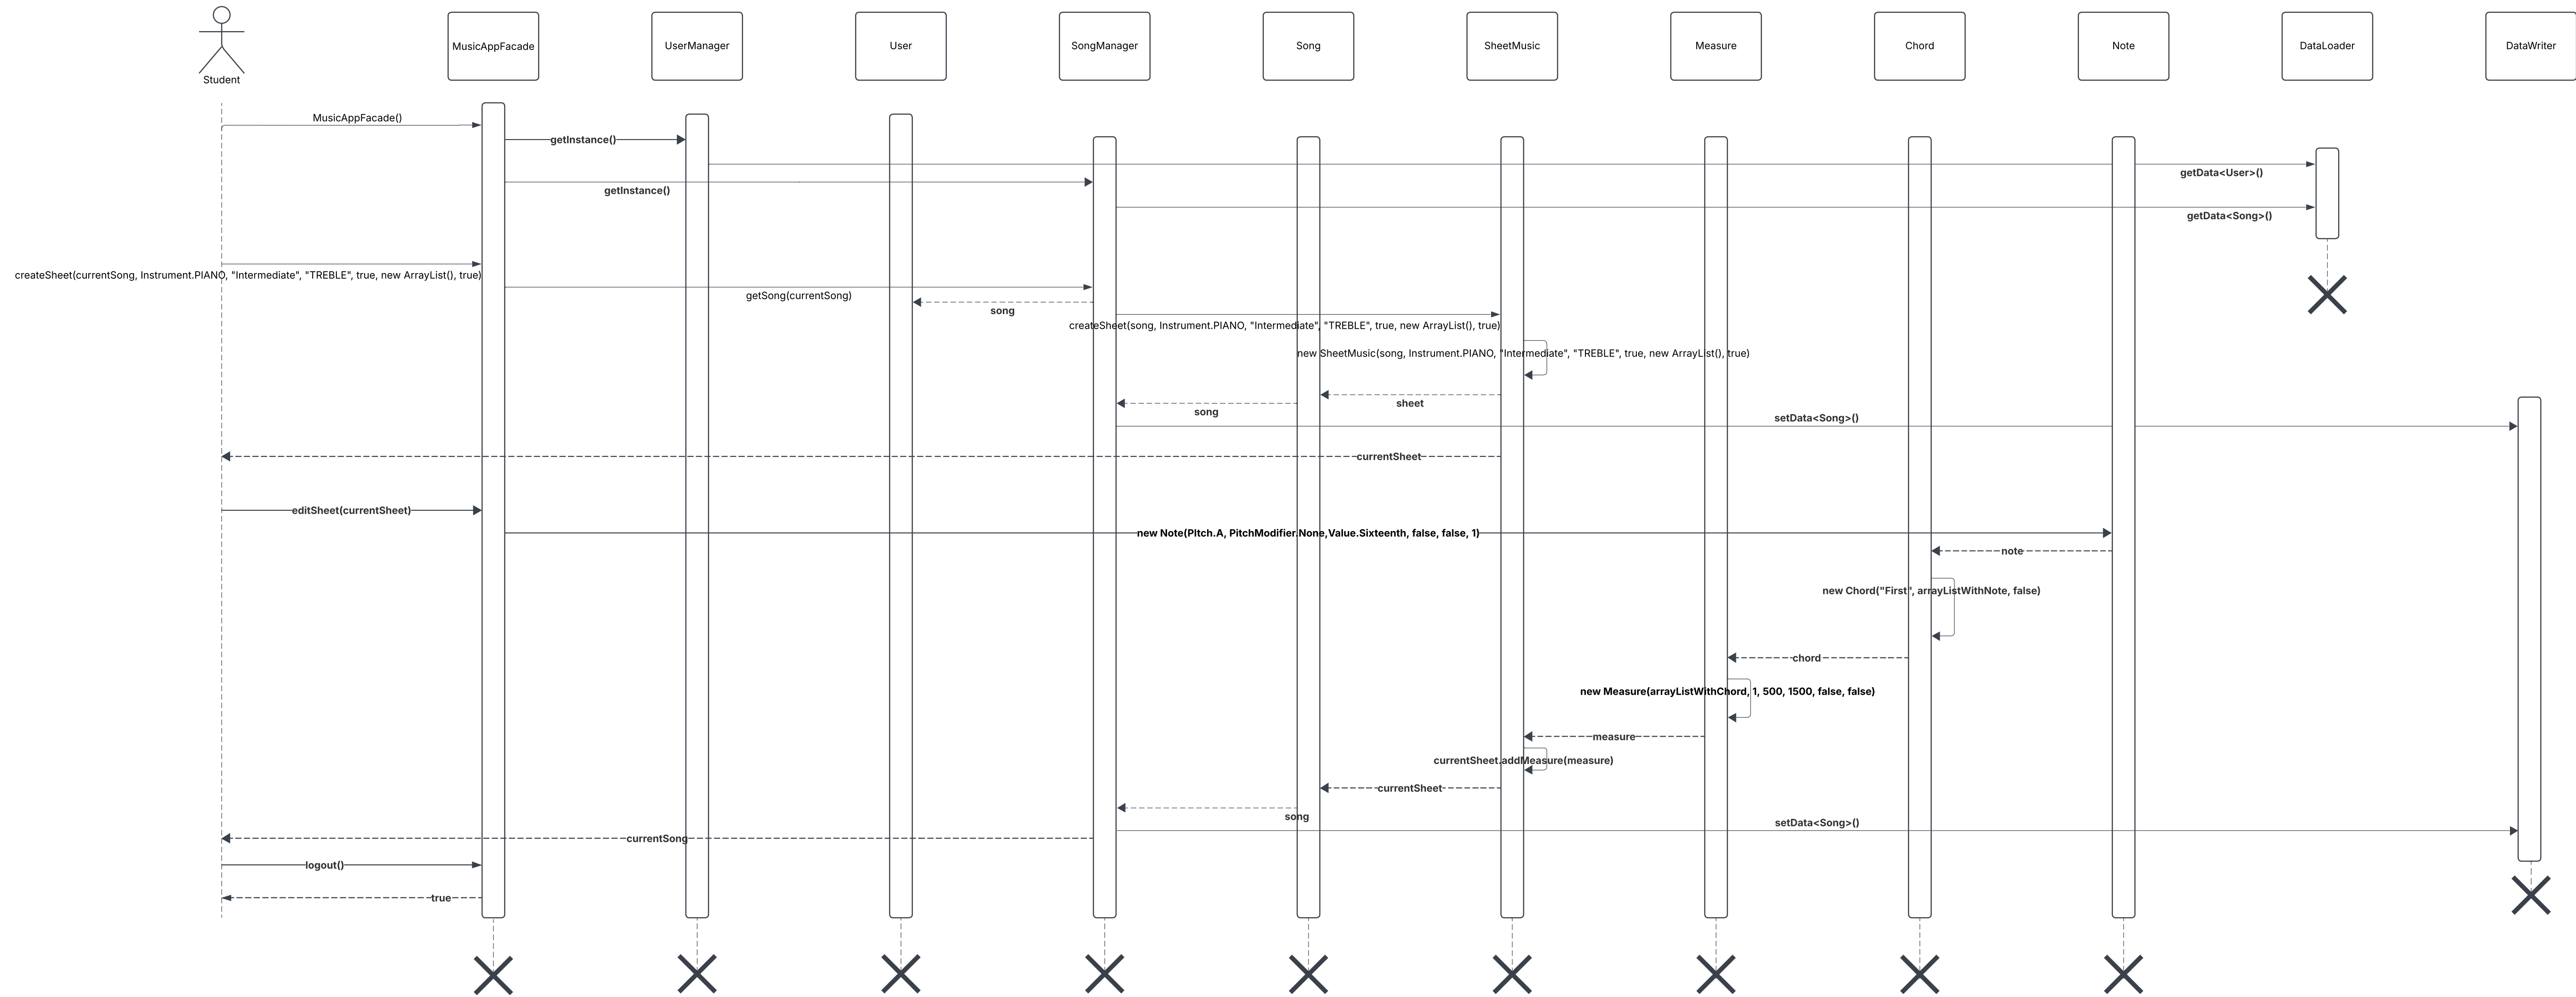 Student
MusicAppFacade
UserManager
User
SongManager
Song
SheetMusic
Measure
Chord
Note
DataLoader
DataWriter
MusicAppFacade()
getInstance()
getData<User>()
getInstance()
getData<Song>()
createSheet(currentSong, Instrument.PIANO, "Intermediate", "TREBLE", true, new ArrayList(), true)
getSong(currentSong)
song
createSheet(song, Instrument.PIANO, "Intermediate", "TREBLE", true, new ArrayList(), true)
new SheetMusic(song, Instrument.PIANO, "Intermediate", "TREBLE", true, new ArrayList(), true)
sheet
song
setData<Song>()
currentSheet
editSheet(currentSheet)
new Note(PItch.A, PitchModifier.None,Value.Sixteenth, false, false, 1)
note
new Chord("First", arrayListWithNote, false)
chord
new Measure(arrayListWithChord, 1, 500, 1500, false, false)
measure
currentSheet.addMeasure(measure)
currentSheet
song
setData<Song>()
currentSong
logout()
true